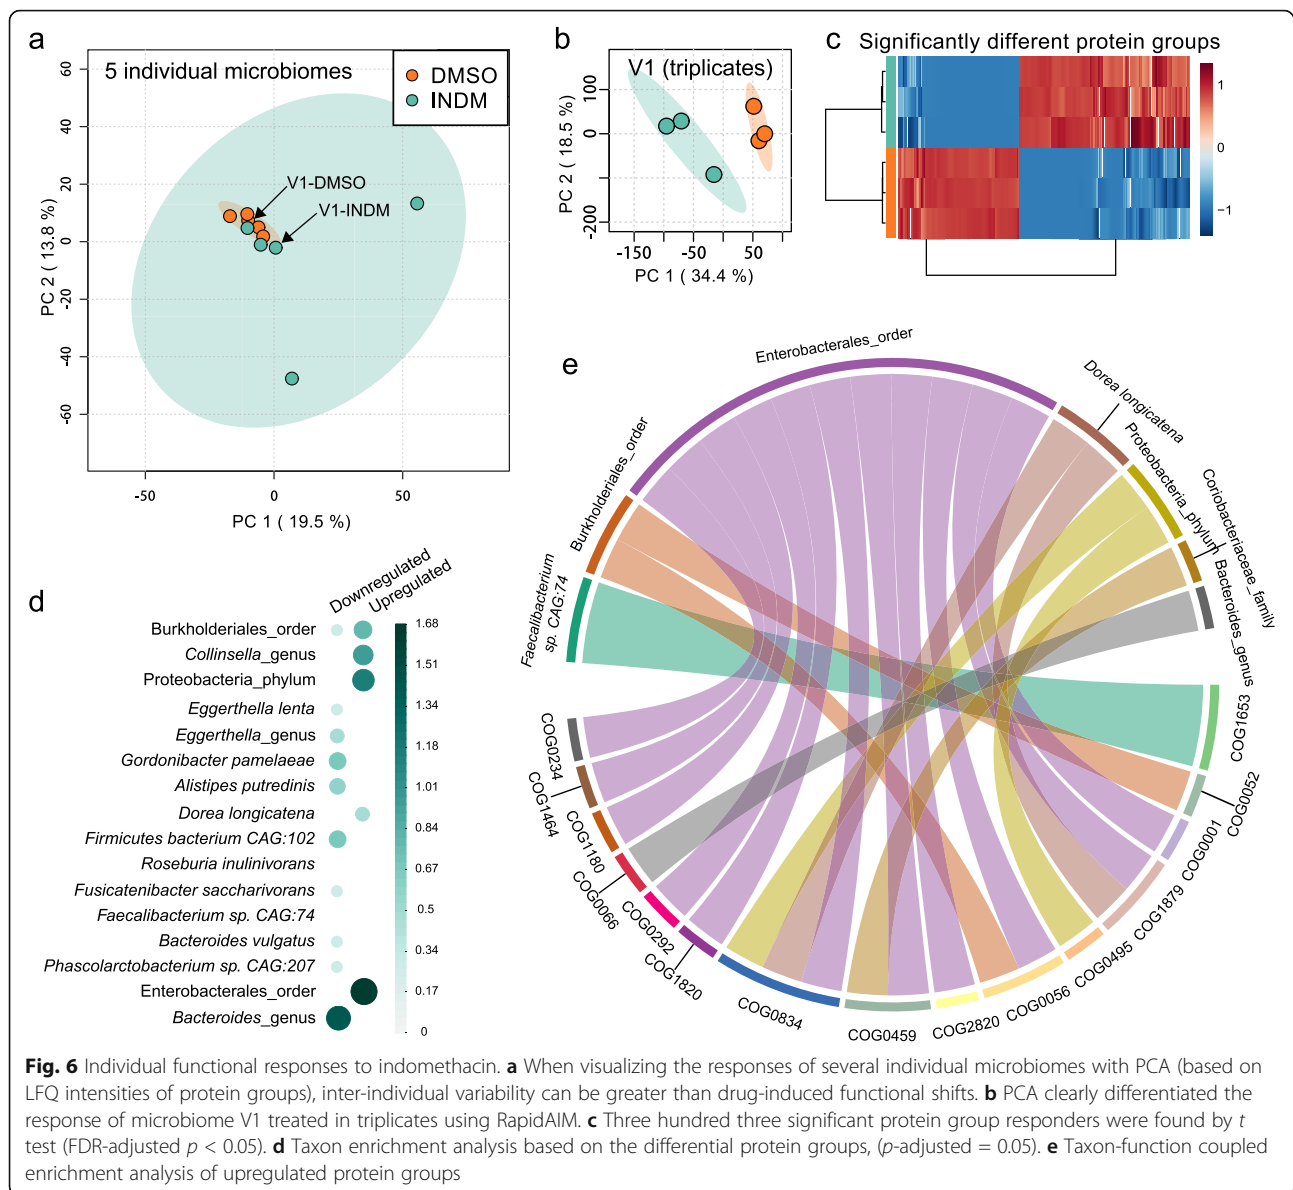 a
5 individual microbiomes
DMSO
INDM
V1-DMSO
V1-INDM
60
40
20
0
-20
-40
-60
PC 2 ( 13.8 %)
-50
0
50
PC 1 ( 19.5 %)
b
V1 (triplicates)
100
0
-200
PC 2 ( 18.5 %)
-150
-50
50
PC 1 ( 34.4 %)
c
Significantly different protein groups
1
0
−1
d
Downregulated
Upregulated
Burkholderiales_order
Collinsella_genus
Proteobacteria_phylum
Eggerthella lenta
Eggerthella_genus
Gordonibacter pamelaeae
Alistipes putredinis
Dorea longicatena
Firmicutes bacterium CAG:102
Roseburia inulinivorans
Fusicatenibacter saccharivorans
Faecalibacterium sp. CAG:74
Bacteroides vulgatus
Phascolarctobacterium sp. CAG:207
Enterobacterales_order
Bacteroides_genus
1.68
1.51
1.34
1.18
1.01
0.84
0.67
0.5
0.34
0.17
0
e
Enterobacterales_order
Dorea longicatena
Proteobacteria_phylum
Coriobacteriaceae_family
Bacteroides_genus
Burkholderiales_order
Faecalibacterium
sp. CAG:74
COG1653
COG0052
COG0001
COG1879
COG0495
COG0056
COG2820
COG0459
COG0834
COG1820
COG0292
COG0066
COG1180
COG1464
COG0234
Fig. 6 Individual functional responses to indomethacin. a When visualizing the responses of several individual microbiomes with PCA (based on
LFQ intensities of protein groups), inter-individual variability can be greater than drug-induced functional shifts. b PCA clearly differentiated the
response of microbiome V1 treated in triplicates using RapidAIM. c Three hundred three significant protein group responders were found by t
test (FDR-adjusted p < 0.05). d Taxon enrichment analysis based on the differential protein groups, (p-adjusted = 0.05). e Taxon-function coupled
enrichment analysis of upregulated protein groups